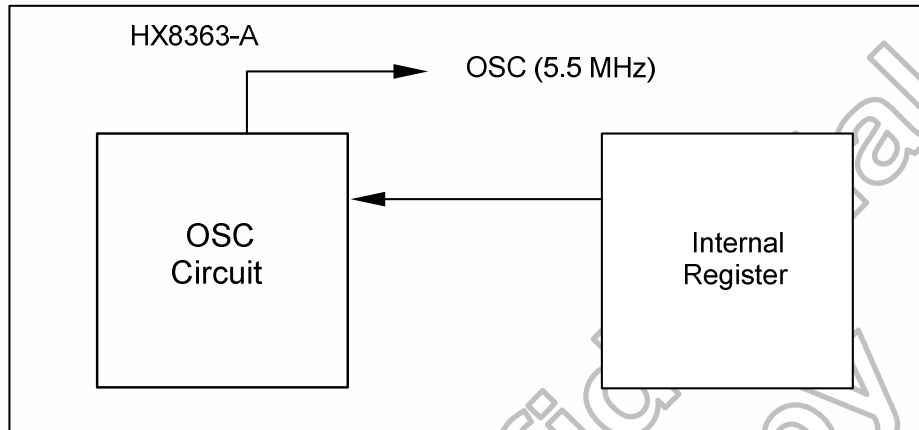 HX8363-A
OSC (5.5 MHz)
OSC
Circuit
Internal
Register